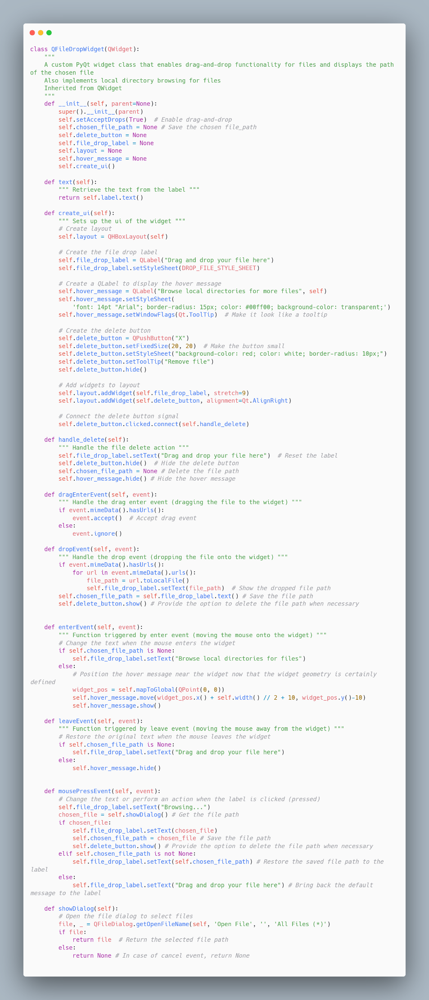 class QFileDropWidget(QWidget):
    """
    A custom PyQt widget class that enables drag-and-drop functionality for files and displays the path
of the chosen file
    Also implements local directory browsing for files
    Inherited from QWidget
    """
    def __init__(self, parent=None):
        super().__init__(parent)
        self.setAcceptDrops(True)  # Enable drag-and-drop
        self.chosen_file_path = None # Save the chosen file_path
        self.delete_button = None
        self.file_drop_label = None
        self.layout = None
        self.hover_message = None
        self.create_ui()

    def text(self):
        """ Retrieve the text from the label """
        return self.label.text()

    def create_ui(self):
        """ Sets up the ui of the widget """
        # Create layout
        self.layout = QHBoxLayout(self)

        # Create the file drop label
        self.file_drop_label = QLabel("Drag and drop your file here")
        self.file_drop_label.setStyleSheet(DROP_FILE_STYLE_SHEET)

        # Create a QLabel to display the hover message
        self.hover_message = QLabel("Browse local directories for more files", self)
        self.hover_message.setStyleSheet(
            'font: 14pt "Arial"; border-radius: 15px; color: #00ff00; background-color: transparent;')
        self.hover_message.setWindowFlags(Qt.ToolTip)  # Make it look like a tooltip

        # Create the delete button
        self.delete_button = QPushButton("X")
        self.delete_button.setFixedSize(20, 20)  # Make the button small
        self.delete_button.setStyleSheet("background-color: red; color: white; border-radius: 10px;")
        self.delete_button.setToolTip("Remove file")
        self.delete_button.hide()

        # Add widgets to layout
        self.layout.addWidget(self.file_drop_label, stretch=9)
        self.layout.addWidget(self.delete_button, alignment=Qt.AlignRight)

        # Connect the delete button signal
        self.delete_button.clicked.connect(self.handle_delete)

    def handle_delete(self):
        """ Handle the file delete action """
        self.file_drop_label.setText("Drag and drop your file here")  # Reset the label
        self.delete_button.hide()  # Hide the delete button
        self.chosen_file_path = None # Delete the file path
        self.hover_message.hide() # Hide the hover message

    def dragEnterEvent(self, event):
        """ Handle the drag enter event (dragging the file to the widget) """
        if event.mimeData().hasUrls():
            event.accept()  # Accept drag event
        else:
            event.ignore()

    def dropEvent(self, event):
        """ Handle the drop event (dropping the file onto the widget) """
        if event.mimeData().hasUrls():
            for url in event.mimeData().urls():
                file_path = url.toLocalFile()
                self.file_drop_label.setText(file_path)  # Show the dropped file path
        self.chosen_file_path = self.file_drop_label.text() # Save the file path
        self.delete_button.show() # Provide the option to delete the file path when necessary


    def enterEvent(self, event):
        """ Function triggered by enter event (moving the mouse onto the widget) """
        # Change the text when the mouse enters the widget
        if self.chosen_file_path is None:
            self.file_drop_label.setText("Browse local directories for files")
        else:
            # Position the hover message near the widget now that the widget geometry is certainly
defined
            widget_pos = self.mapToGlobal(QPoint(0, 0))
            self.hover_message.move(widget_pos.x() + self.width() // 2 + 10, widget_pos.y()-10)
            self.hover_message.show()

    def leaveEvent(self, event):
        """ Function triggered by leave event (moving the mouse away from the widget) """
        # Restore the original text when the mouse leaves the widget
        if self.chosen_file_path is None:
            self.file_drop_label.setText("Drag and drop your file here")
        else:
            self.hover_message.hide()


    def mousePressEvent(self, event):
        # Change the text or perform an action when the label is clicked (pressed)
        self.file_drop_label.setText("Browsing...")
        chosen_file = self.showDialog() # Get the file path
        if chosen_file:
            self.file_drop_label.setText(chosen_file)
            self.chosen_file_path = chosen_file # Save the file path
            self.delete_button.show() # Provide the option to delete the file path when necessary
        elif self.chosen_file_path is not None:
            self.file_drop_label.setText(self.chosen_file_path) # Restore the saved file path to the
label
        else:
            self.file_drop_label.setText("Drag and drop your file here") # Bring back the default
message to the label

    def showDialog(self):
        # Open the file dialog to select files
        file, _ = QFileDialog.getOpenFileName(self, 'Open File', '', 'All Files (*)')
        if file:
            return file  # Return the selected file path
        else:
            return None # In case of cancel event, return None